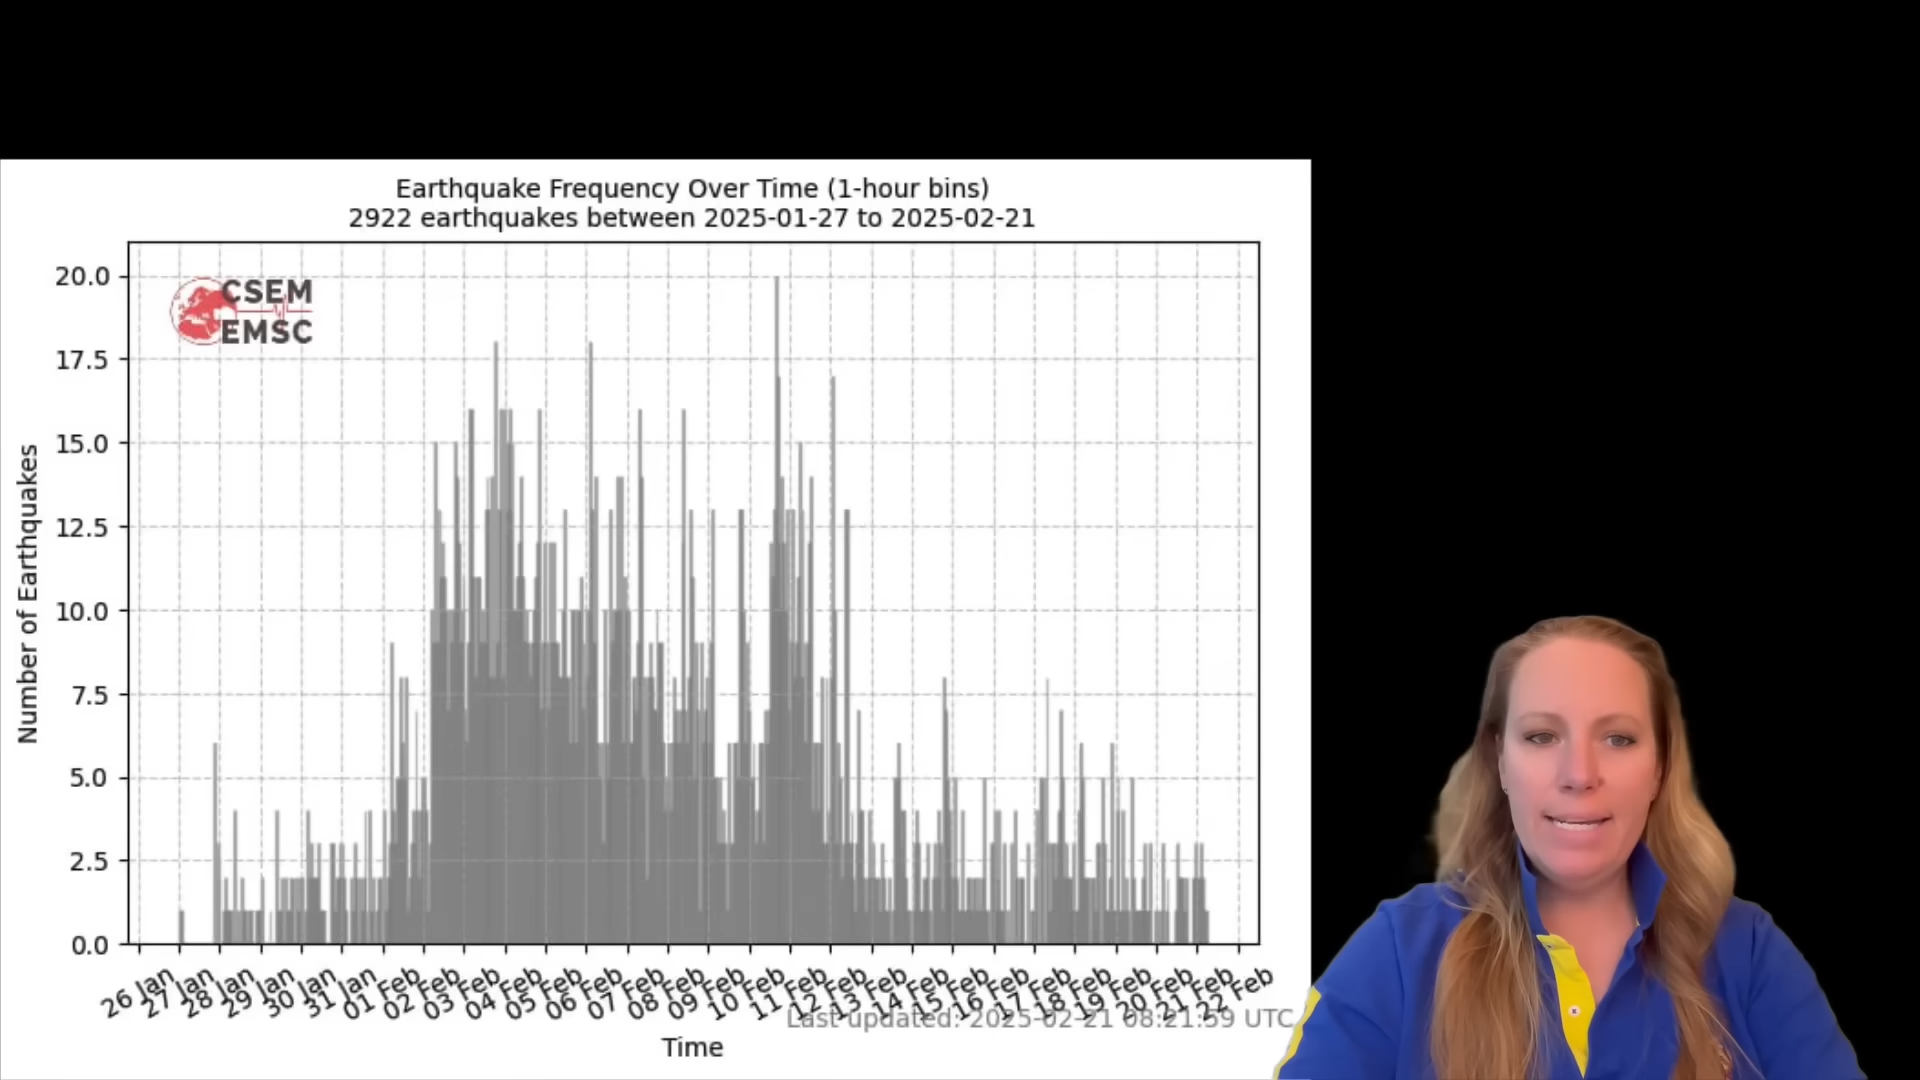 Earthquake Frequency Over Time (1-hour bins)
2922 earthquakes between 2025-01-27 to 2025-02-21
CSEM
EMSC
20.0
17.5
15.0
12.5
10.0
7.5
5.0
2.5
0.0
Number of Earthquakes
26 Jan
27 Jan
28 Jan
29 Jan
30 Jan
31 Jan
01 Feb
02 Feb
03 Feb
04 Feb
05 Feb
06 Feb
07 Feb
08 Feb
09 Feb
10 Feb
11 Feb
12 Feb
13 Feb
14 Feb
15 Feb
16 Feb
17 Feb
18 Feb
19 Feb
20 Feb
21 Feb
22 Feb
Last updated: 2025-02-21 08:21:59 UTC
Time